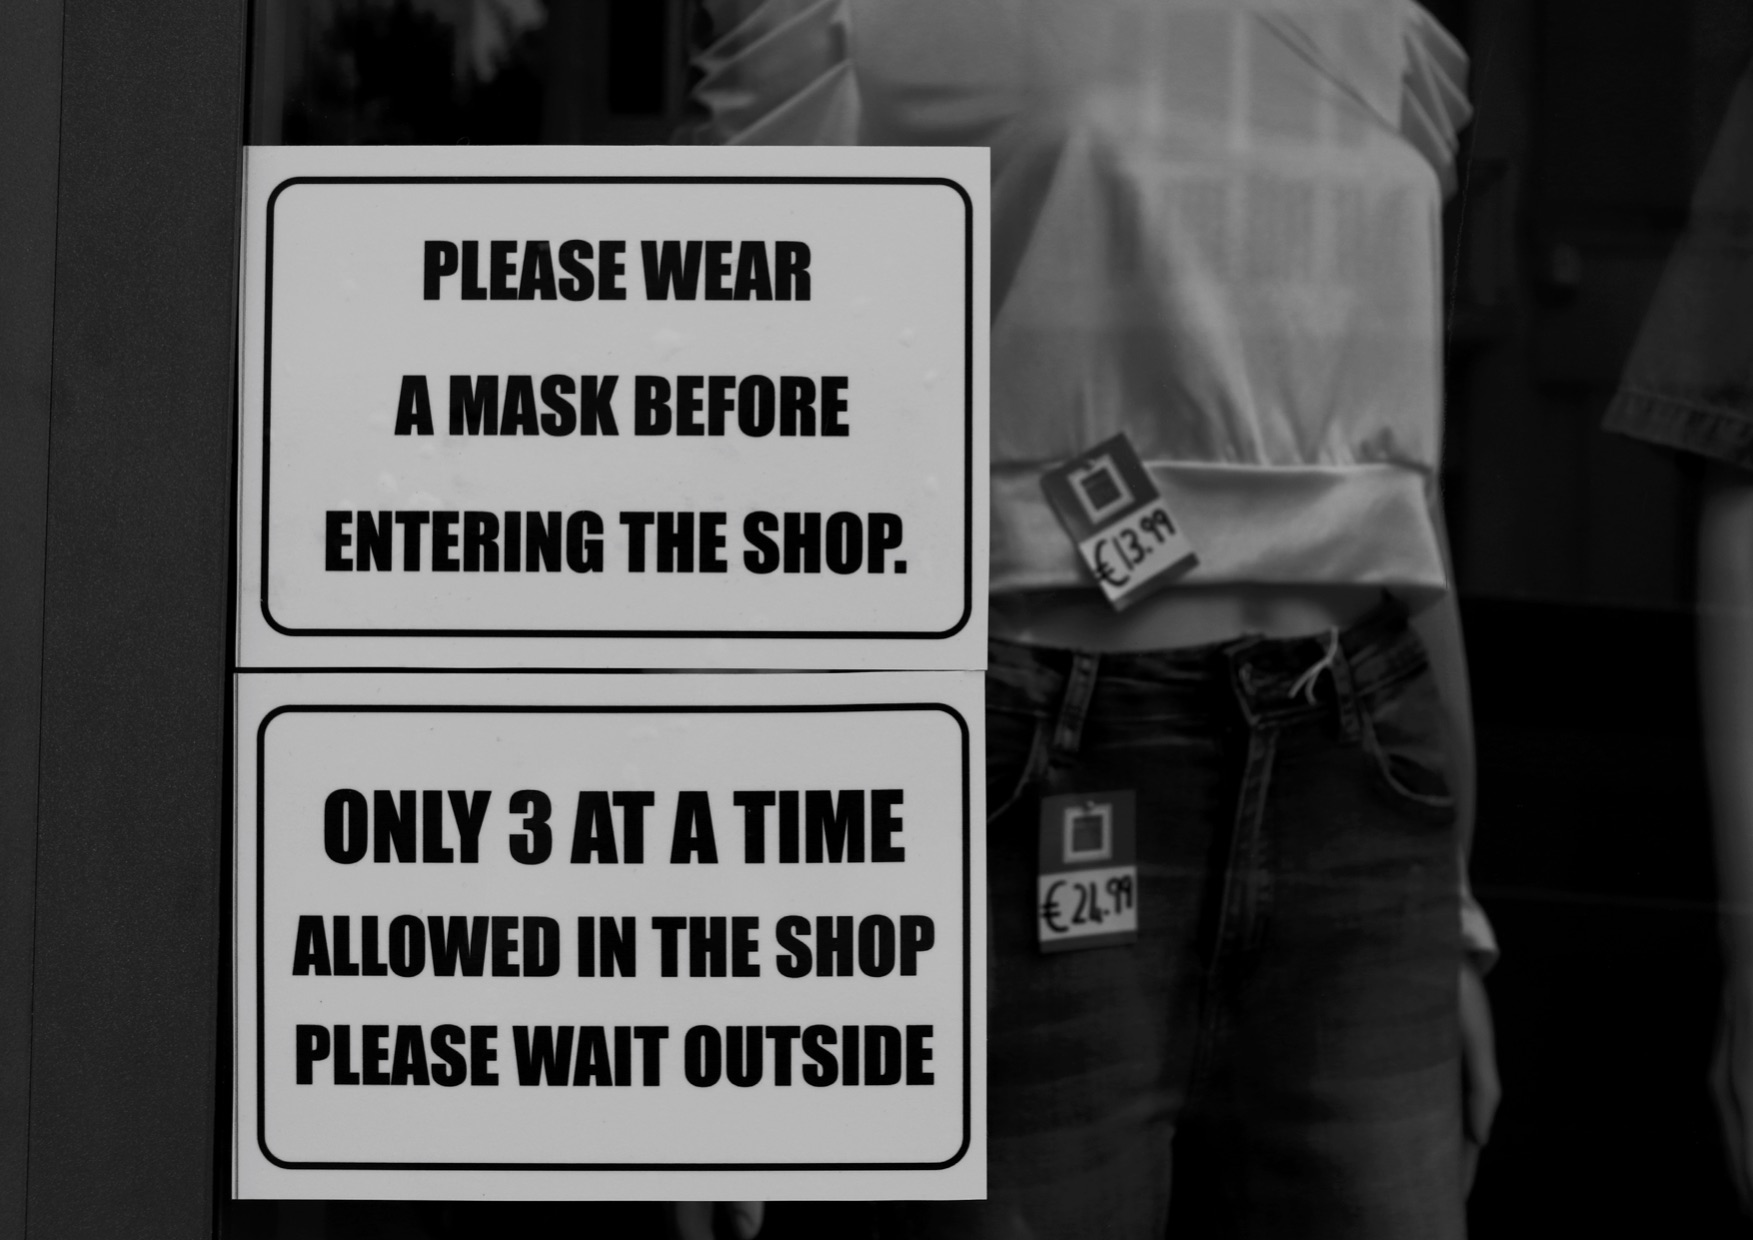 PLEASE WEAR
A MASK BEFORE
ENTERING THE SHOP.
ONLY 3 AT A TIME
ALLOWED IN THE SHOP
PLEASE WAIT OUTSIDE
€13.99
€24.99